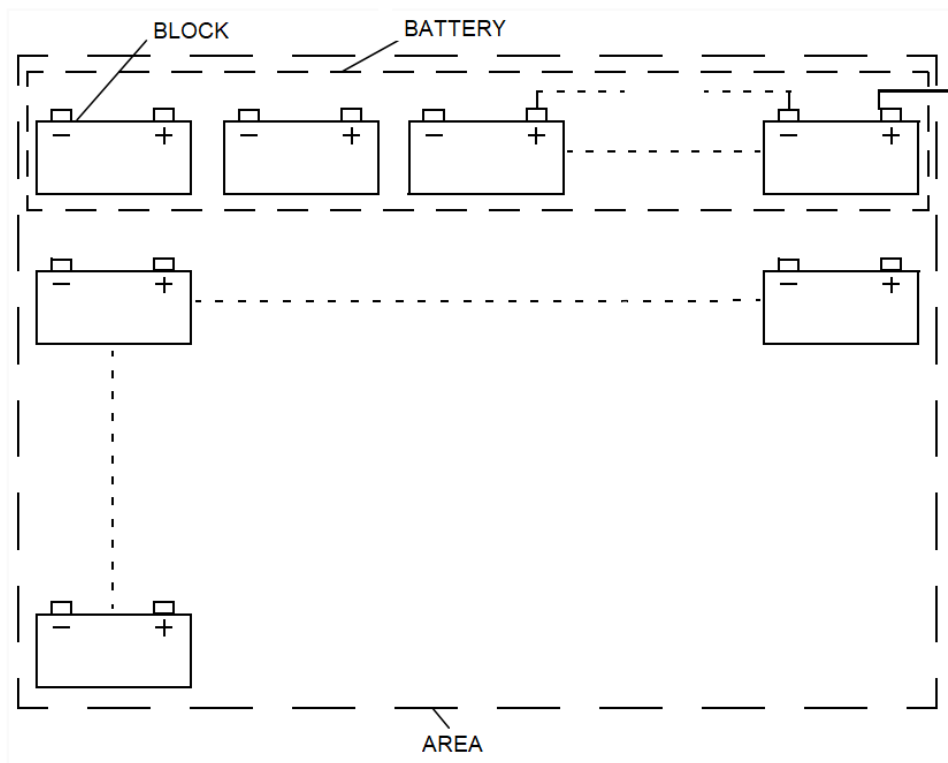 BLOCK
BATTERY
− + − + − + − +
− + − +
− +
AREA